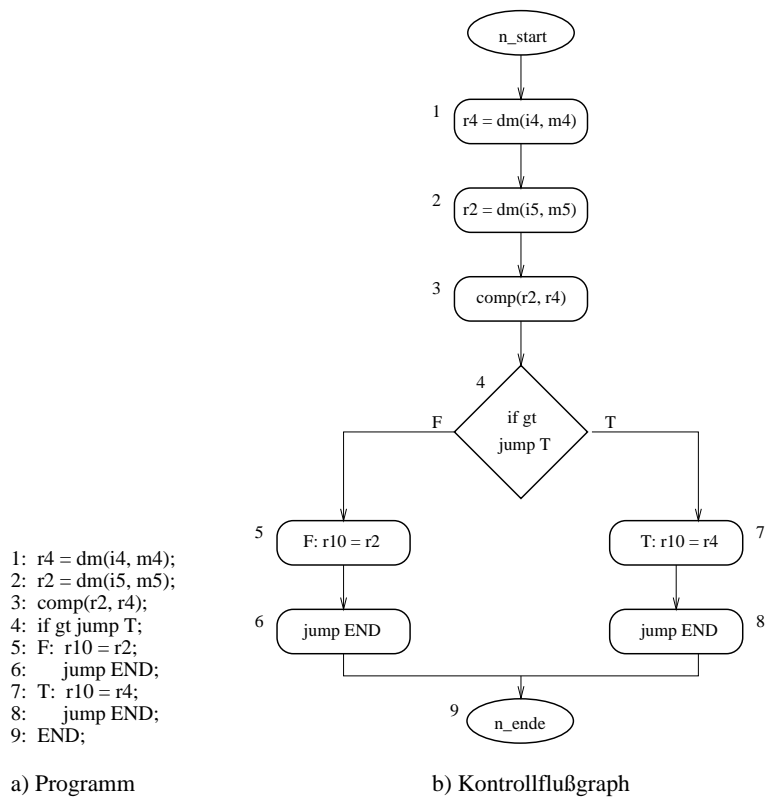 n_start
1
r4 = dm(i4, m4)
2
r2 = dm(i5, m5)
3
comp(r2, r4)
4
if gt
jump T
F
T
5
F: r10 = r2
T: r10 = r4
7
6
jump END
jump END
8
9
n_ende
1: r4 = dm(i4, m4);
2: r2 = dm(i5, m5);
3: comp(r2, r4);
4: if gt jump T;
5: F: r10 = r2;
6: jump END;
7: T: r10 = r4;
8: jump END;
9: END;
a) Programm
b) Kontrollflußgraph